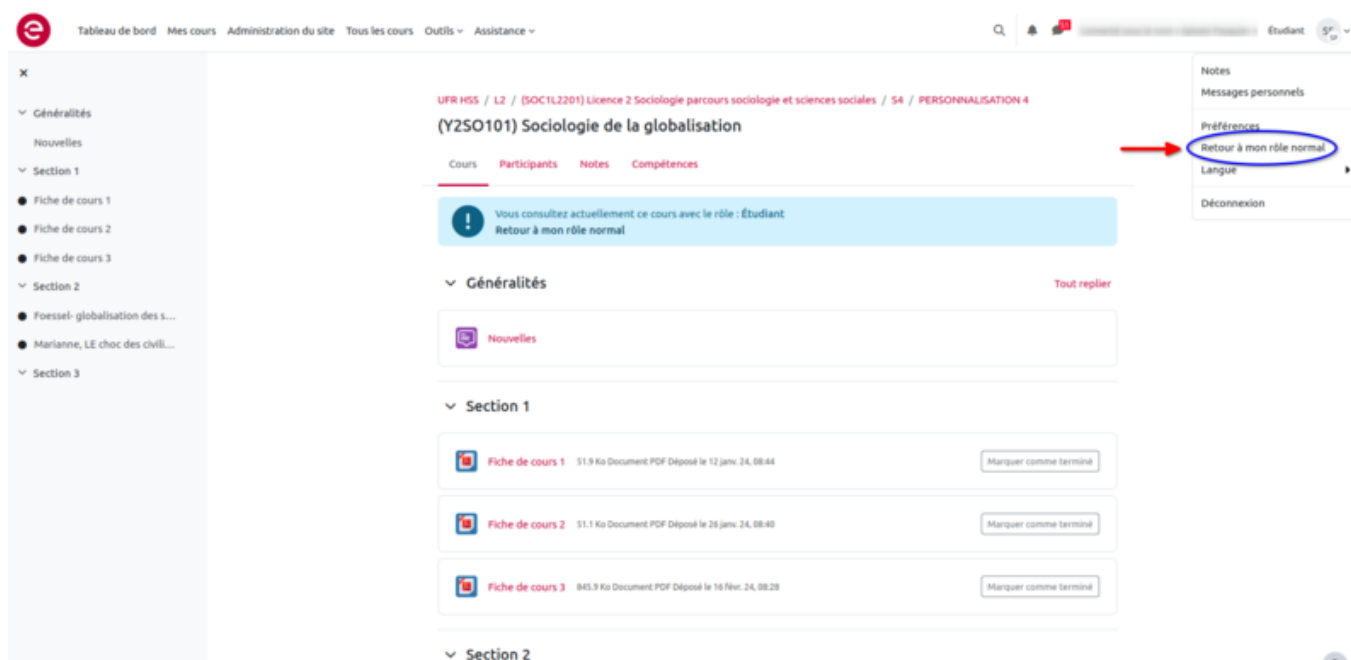 Tableau de bord Mes cours Administration du site Tous les cours Outils Assistance Étudiant
Notes
Messages personnels
Préférences
Retour à mon rôle normal
Langue
Déconnexion
Généralités
Nouvelles
Section 1
Fiche de cours 1
Fiche de cours 2
Fiche de cours 3
Section 2
Foessel- globalisation des s...
Marianne, LE choc des civili...
Section 3
UFR HSS / L2 / (SOC1L2201) Licence 2 Sociologie parcours sociologie et sciences sociales / S4 / PERSONNALISATION 4
(Y2SO101) Sociologie de la globalisation
Cours Participants Notes Compétences
Vous consultez actuellement ce cours avec le rôle : Étudiant
Retour à mon rôle normal
Généralités Tout replier
Nouvelles
Section 1
Fiche de cours 1 51.9 Ko Document PDF Déposé le 12 janv. 24, 08:44 Marquer comme terminé
Fiche de cours 2 51.1 Ko Document PDF Déposé le 26 janv. 24, 08:40 Marquer comme terminé
Fiche de cours 3 845.9 Ko Document PDF Déposé le 16 févr. 24, 08:28 Marquer comme terminé
Section 2